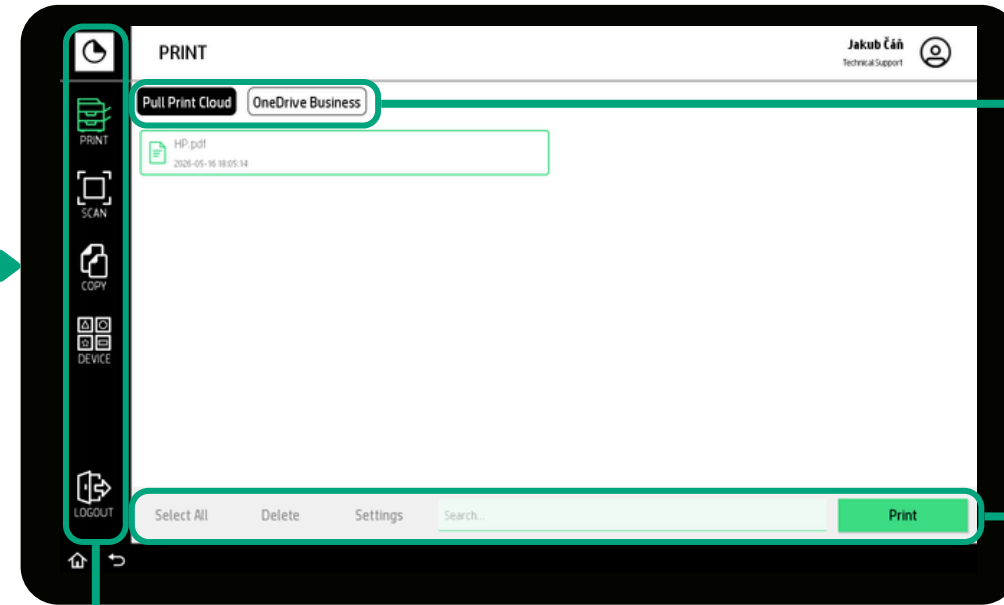 PRINT
Jakub Čáň
Technical Support
Pull Print Cloud
OneDrive Business
PRINT
HP.pdf
2026-05-16 18:05:14
SCAN
COPY
DEVICE
LOGOUT
Select All
Delete
Settings
Search...
Print